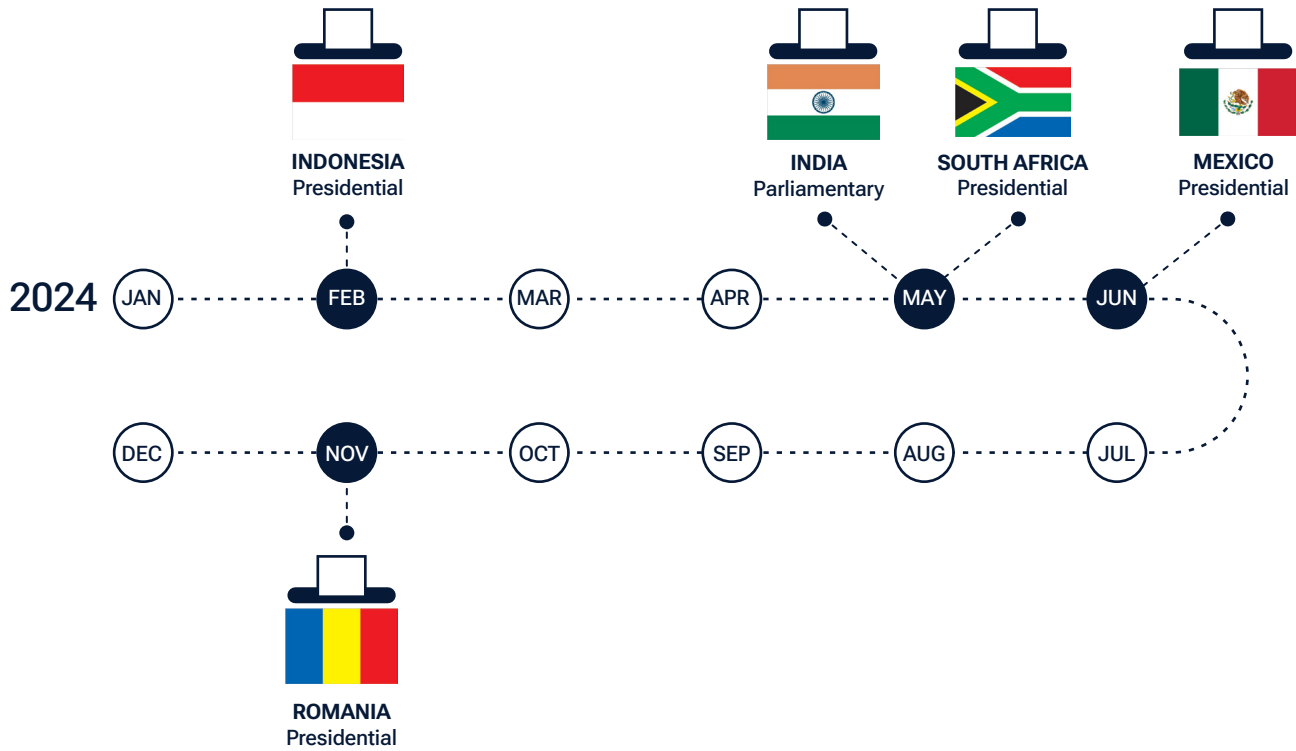 INDONESIA
Presidential
INDIA
Parliamentary
SOUTH AFRICA
Presidential
MEXICO
Presidential
2024
JAN
FEB
MAR
APR
MAY
JUN
DEC
NOV
OCT
SEP
AUG
JUL
ROMANIA
Presidential